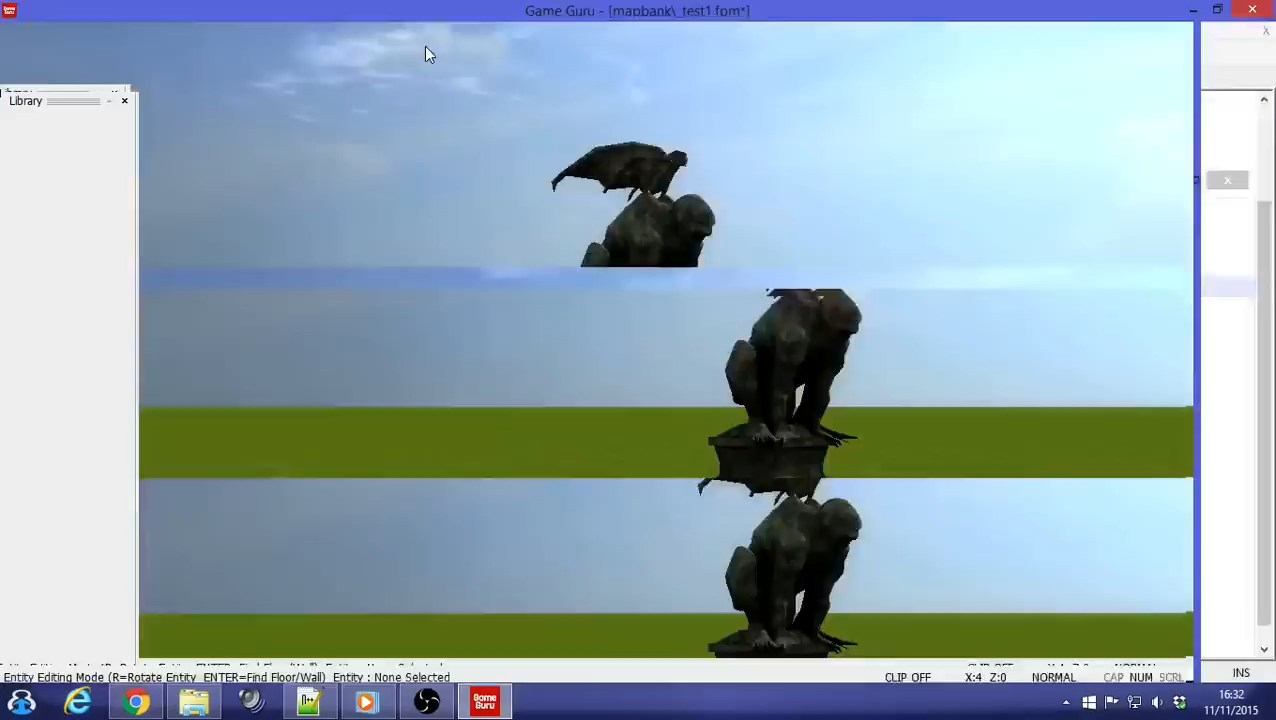 Game Guru - [mapbank\_test1.fpm*]
Library
Entity Editing Mode (R=Rotate Entity ENTER=Find Floor/Wall) Entity : None Selected
CLIP OFF X:4 Z:0 NORMAL CAP NUM SCRL
INS
Game Guru
16:32
11/11/2015